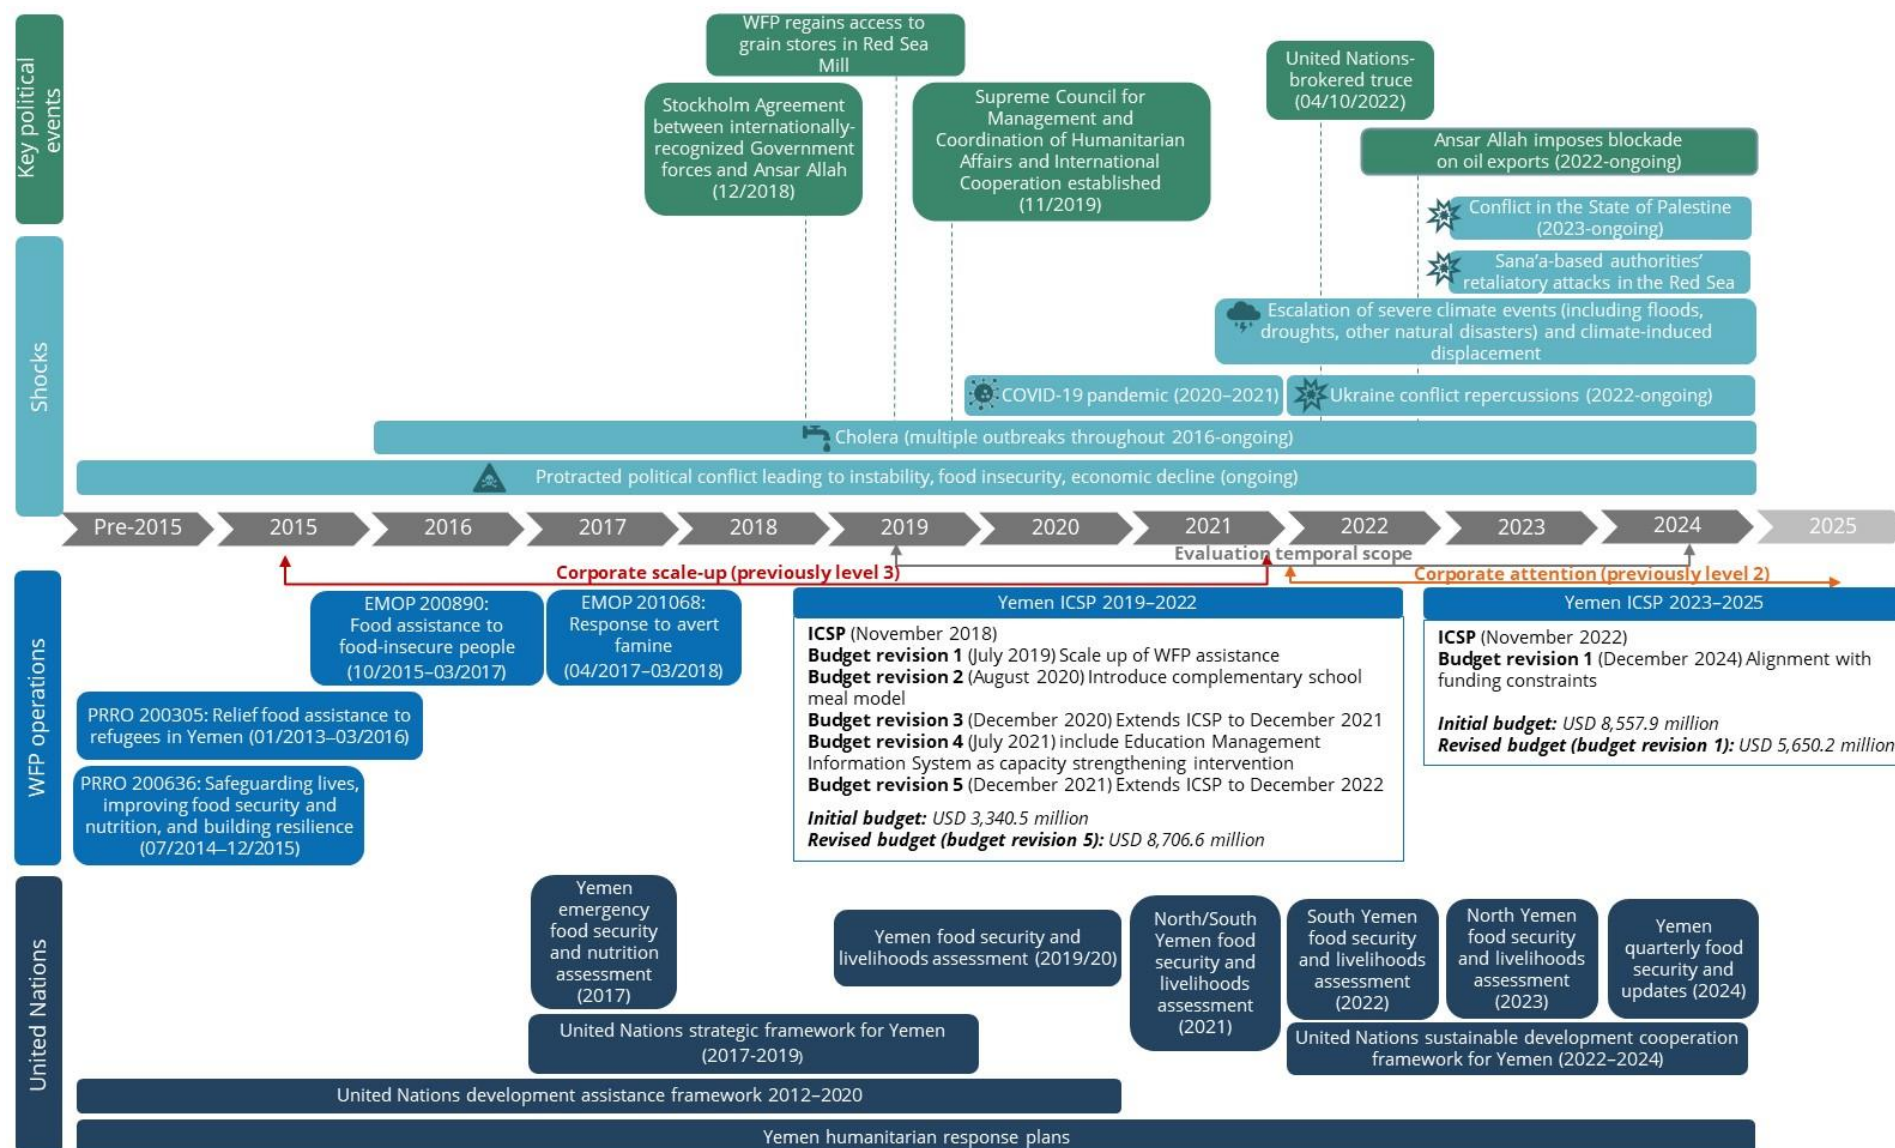 Key political
events
WFP regains access to
grain stores in Red Sea
Mill
Stockholm Agreement
between internationally-
recognized Government
forces and Ansar Allah
(12/2018)
Supreme Council for
Management and
Coordination of Humanitarian
Affairs and International
Cooperation established
(11/2019)
United Nations-
brokered truce
(04/10/2022)
Ansar Allah imposes blockade
on oil exports (2022-ongoing)
Shocks
Conflict in the State of Palestine
(2023-ongoing)
Sana’a-based authorities’
retaliatory attacks in the Red Sea
Escalation of severe climate events (including floods,
droughts, other natural disasters) and climate-induced
displacement
COVID-19 pandemic (2020–2021)
Ukraine conflict repercussions (2022-ongoing)
Cholera (multiple outbreaks throughout 2016-ongoing)
Protracted political conflict leading to instability, food insecurity, economic decline (ongoing)
Pre-2015
2015
2016
2017
2018
2019
2020
2021
2022
2023
2024
2025
Evaluation temporal scope
Corporate scale-up (previously level 3)
Corporate attention (previously level 2)
WFP operations
EMOP 200890:
Food assistance to
food-insecure people
(10/2015–03/2017)
EMOP 201068:
Response to avert
famine
(04/2017–03/2018)
PRRO 200305: Relief food assistance to
refugees in Yemen (01/2013–03/2016)
PRRO 200636: Safeguarding lives,
improving food security and
nutrition, and building resilience
(07/2014–12/2015)
Yemen ICSP 2019–2022
ICSP (November 2018)
Budget revision 1 (July 2019) Scale up of WFP assistance
Budget revision 2 (August 2020) Introduce complementary school
meal model
Budget revision 3 (December 2020) Extends ICSP to December 2021
Budget revision 4 (July 2021) include Education Management
Information System as capacity strengthening intervention
Budget revision 5 (December 2021) Extends ICSP to December 2022
Initial budget: USD 3,340.5 million
Revised budget (budget revision 5): USD 8,706.6 million
Yemen ICSP 2023–2025
ICSP (November 2022)
Budget revision 1 (December 2024) Alignment with
funding constraints
Initial budget: USD 8,557.9 million
Revised budget (budget revision 1): USD 5,650.2 million
United Nations
Yemen
emergency
food security
and nutrition
assessment
(2017)
Yemen food security and
livelihoods assessment (2019/20)
North/South
Yemen food
security and
livelihoods
assessment
(2021)
South Yemen
food security
and livelihoods
assessment
(2022)
North Yemen
food security
and livelihoods
assessment
(2023)
Yemen
quarterly food
security and
updates (2024)
United Nations strategic framework for Yemen
(2017-2019)
United Nations sustainable development cooperation
framework for Yemen (2022–2024)
United Nations development assistance framework 2012–2020
Yemen humanitarian response plans